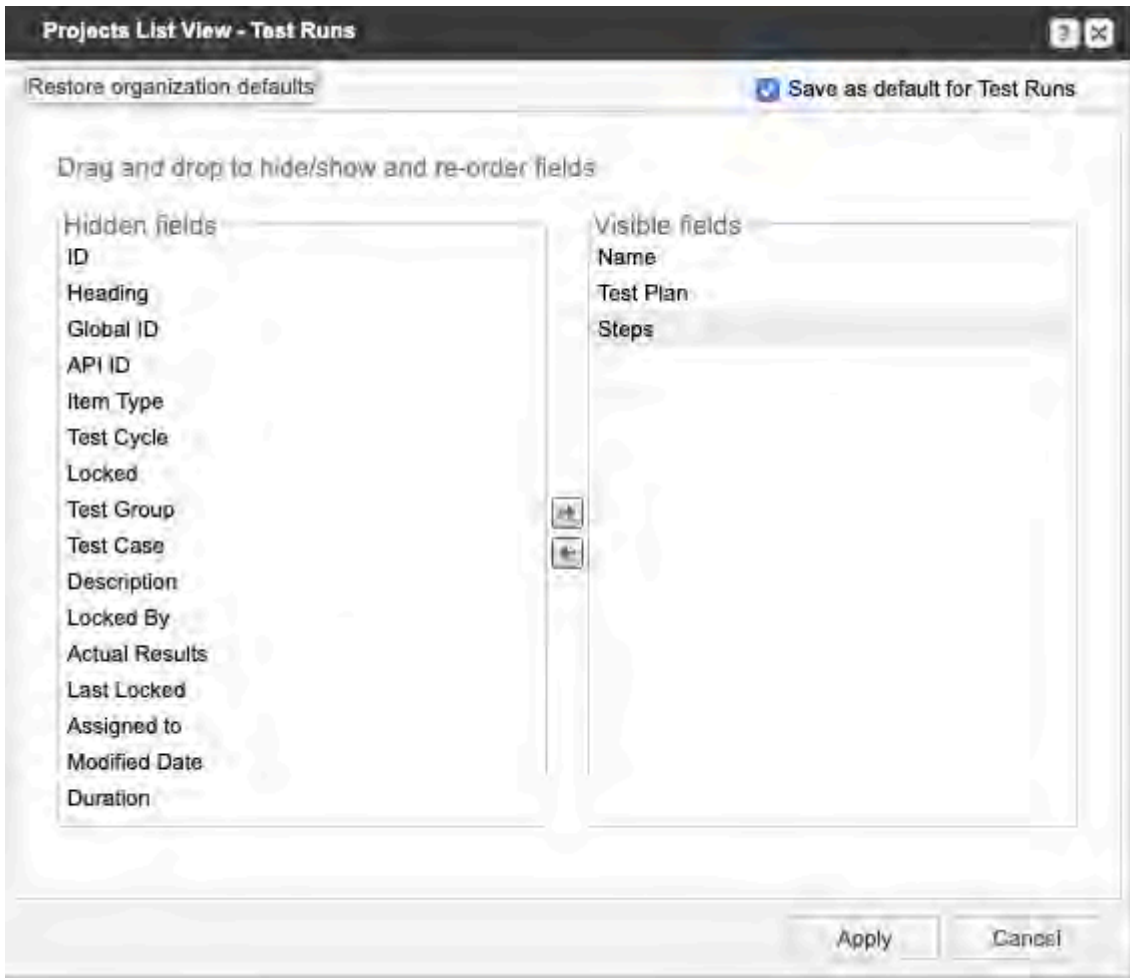 Projects List View - Test Runs
Restore organization defaults
Save as default for Test Runs
Drag and drop to hide/show and re-order fields
Hidden fields
ID
Heading
Global ID
API ID
Item Type
Test Cycle
Locked
Test Group
Test Case
Description
Locked By
Actual Results
Last Locked
Assigned to
Modified Date
Duration
Visible fields
Name
Test Plan
Steps
Apply
Cancel